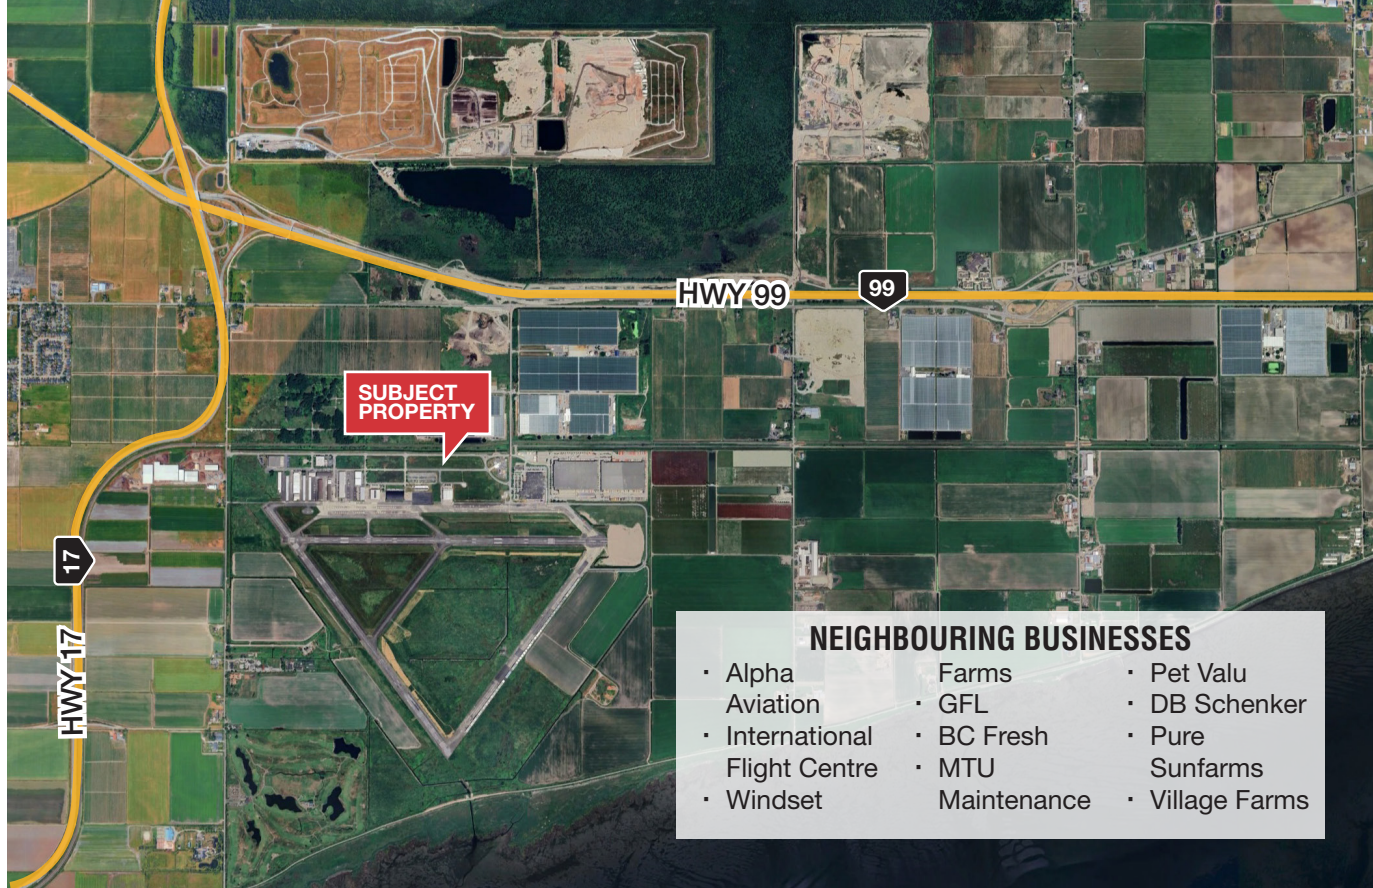 HWY 99
99
SUBJECT
PROPERTY
17
HWY 17
NEIGHBOURING BUSINESSES
· Alpha
Aviation
· International
Flight Centre
· Windset
Farms
· GFL
· BC Fresh
· MTU
Maintenance
· Pet Valu
· DB Schenker
· Pure
Sunfarms
· Village Farms